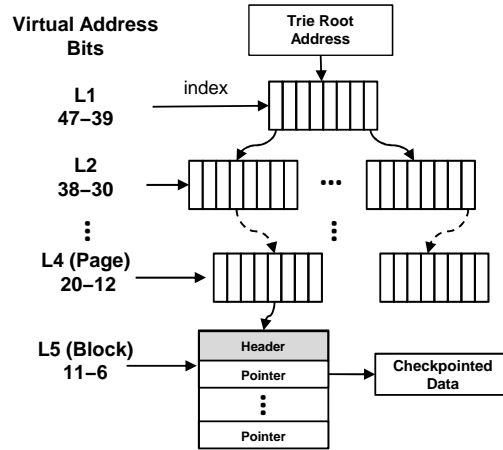 Virtual Address
Bits
Trie Root
Address
L1
47–39
index
L2
38–30
L4 (Page)
20–12
L5 (Block)
11–6
Header
Pointer
Pointer
Checkpointed
Data